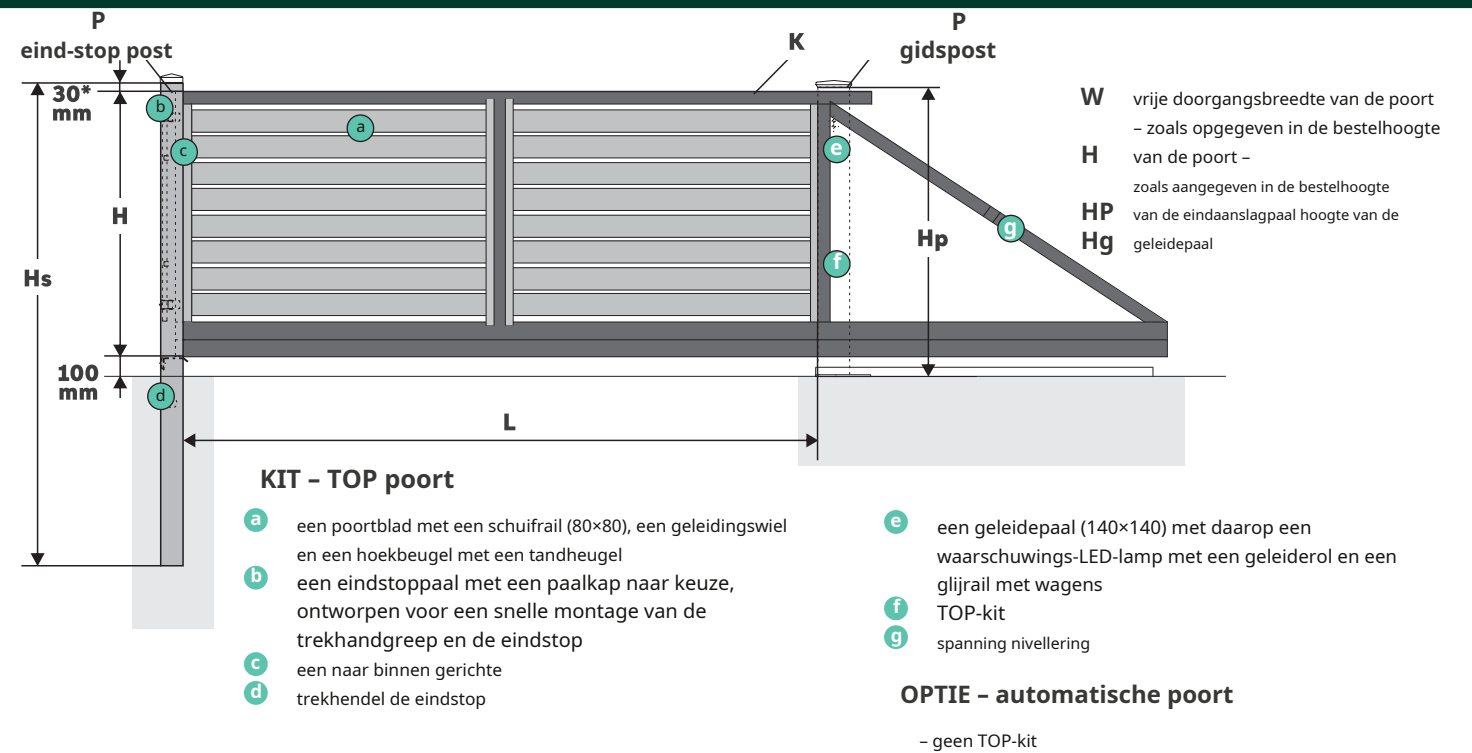 P
eind-stop post
P
gidspost
K
30*
mm
b
a
c
e
H
Hs
Hp
g
f
100
mm
d
L
W vrije doorgangsbreedte van de poort
– zoals opgegeven in de bestelhoogte
H van de poort –
zoals aangegeven in de bestelhoogte
HP van de eindaanslagpaal hoogte van de
Hg geleidepaal
KIT – TOP poort
a een poortblad met een schuifrail (80×80), een geleidingswiel
en een hoekbeugel met een tandheugel
b een eindstoppaal met een paalkap naar keuze,
ontworpen voor een snelle montage van de
trekhandgreep en de eindstop
c een naar binnen gerichte
d trekhendel de eindstop
e een geleidepaal (140×140) met daarop een
waarschuwings-LED-lamp met een geleiderol en een
glijrail met wagens
f TOP-kit
g spanning nivellering
OPTIE – automatische poort
– geen TOP-kit